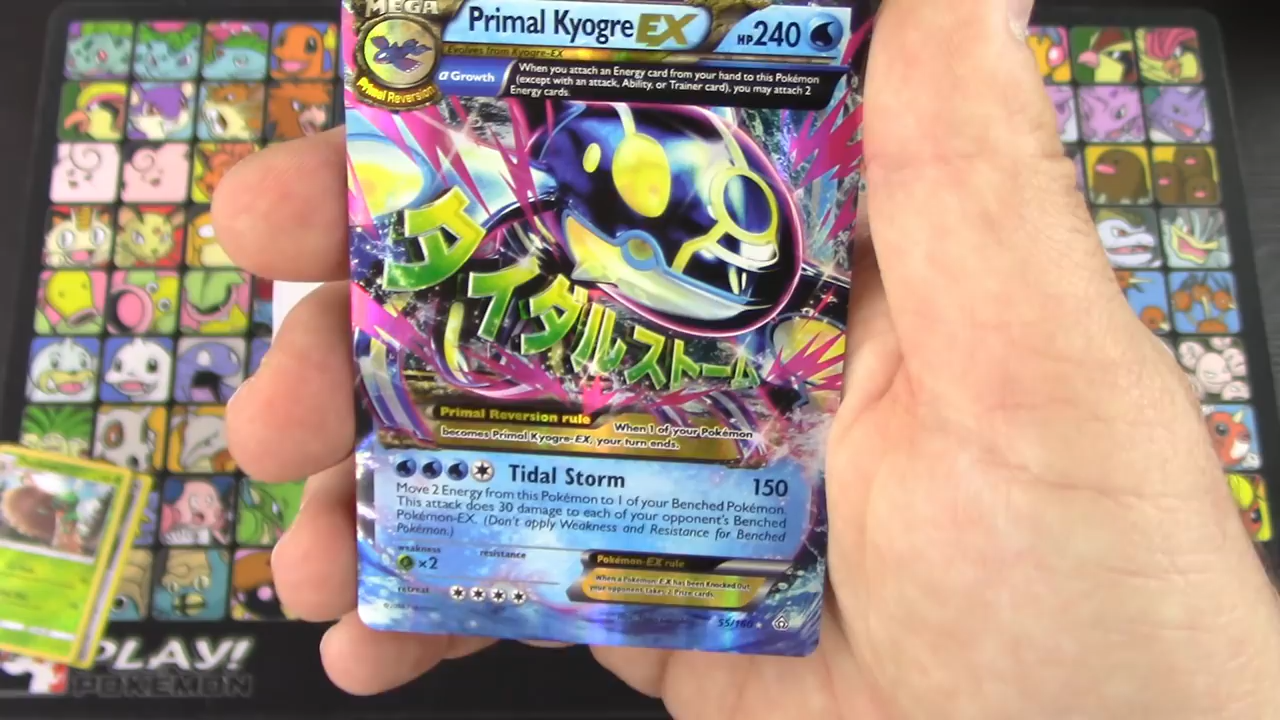 MEGA
Primal Kyogre EX
HP240
Evolves from Kyogre-EX
Primal Reversion
α Growth
When you attach an Energy card from your hand to this Pokémon
(except with an attack, Ability, or Trainer card), you may attach 2
Energy cards.
タイダルストーム
Primal Reversion rule
When 1 of your Pokémon
becomes Primal Kyogre-EX, your turn ends.
Tidal Storm 150
Move 2 Energy from this Pokémon to 1 of your Benched Pokémon.
This attack does 30 damage to each of your opponent's Benched
Pokémon-EX. (Don't apply Weakness and Resistance for Benched
Pokémon.)
weakness
resistance
×2
retreat
Pokémon-EX rule
When a Pokémon-EX has been Knocked Out,
your opponent takes 2 Prize cards.
55/160
PLAY!
POKÉMON